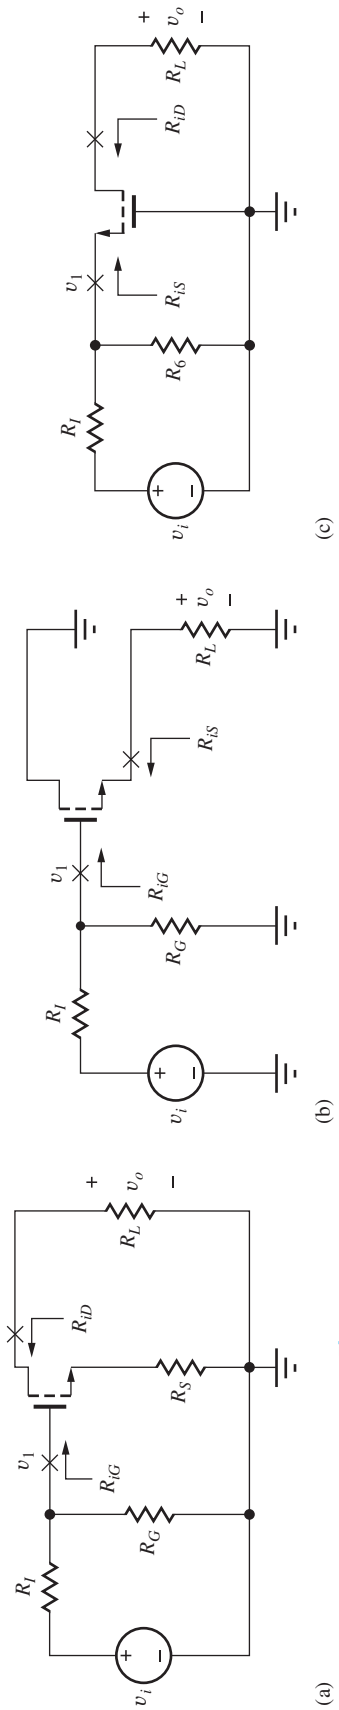 v_i
+
−
R_I
R_G
v_1
R_iG
R_iD
R_S
R_L
+
v_o
−
(a)
v_i
+
−
R_I
R_G
v_1
R_iG
R_iS
R_L
+
v_o
−
(b)
v_i
+
−
R_I
R_6
v_1
R_iS
R_iD
R_L
+
v_o
−
(c)